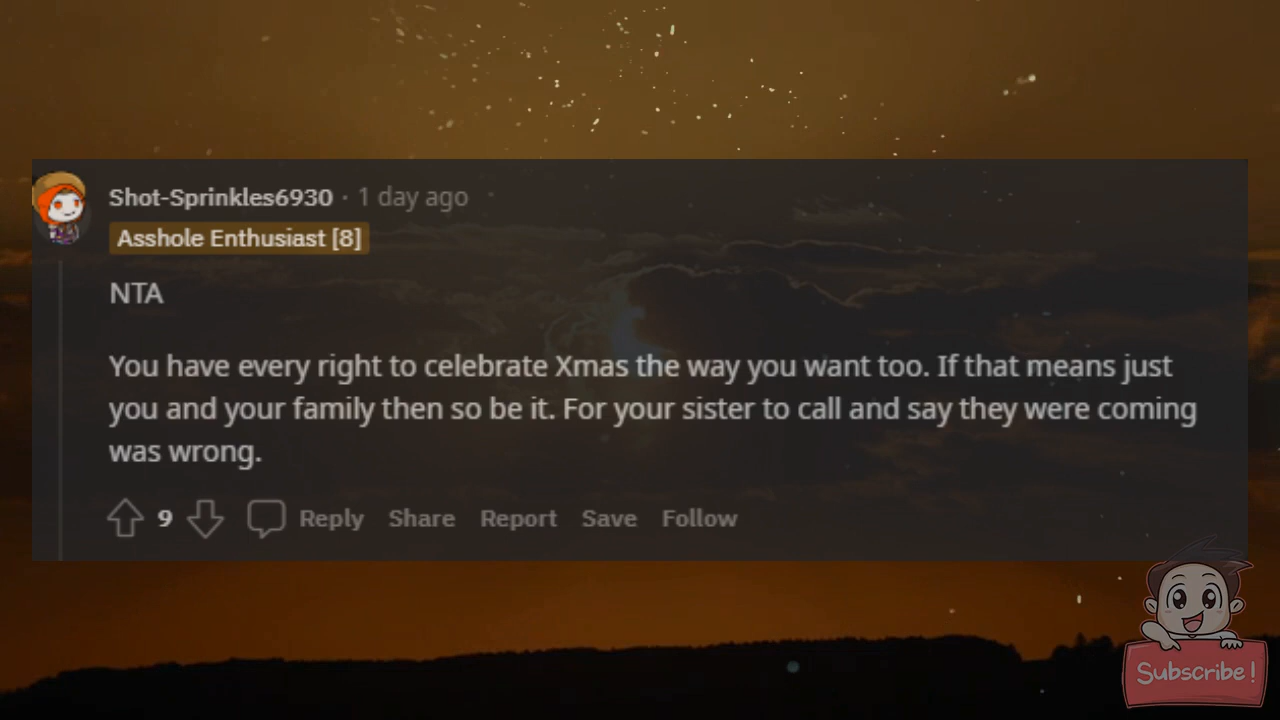 Shot-Sprinkles6930 · 1 day ago
Asshole Enthusiast [8]
NTA
You have every right to celebrate Xmas the way you want too. If that means just
you and your family then so be it. For your sister to call and say they were coming
was wrong.
9 Reply Share Report Save Follow
Subscribe!